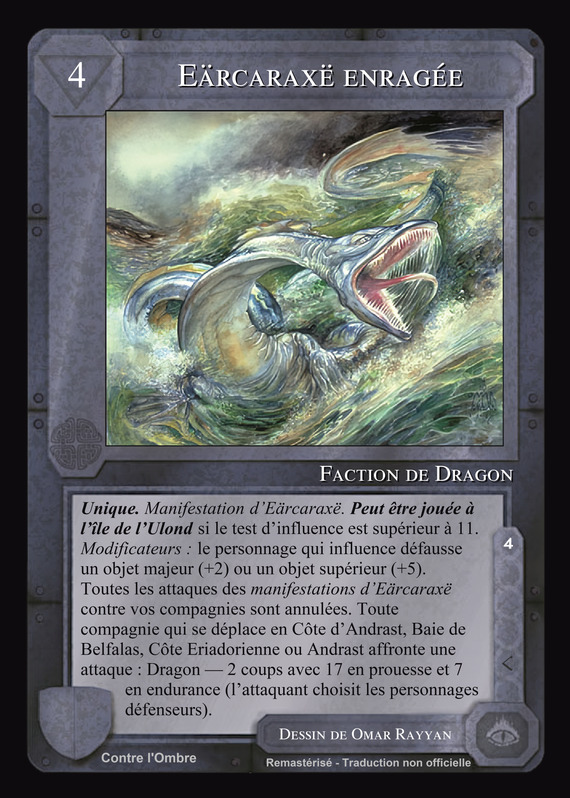 4
Eärcaraxë enragée
Faction de Dragon
Unique. Manifestation d'Eärcaraxë. Peut être jouée à
l'île de l'Ulond si le test d'influence est supérieur à 11.
Modificateurs : le personnage qui influence défausse
un objet majeur (+2) ou un objet supérieur (+5).
Toutes les attaques des manifestations d'Eärcaraxë
contre vos compagnies sont annulées. Toute
compagnie qui se déplace en Côte d'Andrast, Baie de
Belfalas, Côte Eriadorienne ou Andrast affronte une
attaque : Dragon — 2 coups avec 17 en prouesse et 7
en endurance (l'attaquant choisit les personnages
défenseurs).
4
Dessin de Omar Rayyan
Contre l'Ombre
Remastérisé - Traduction non officielle